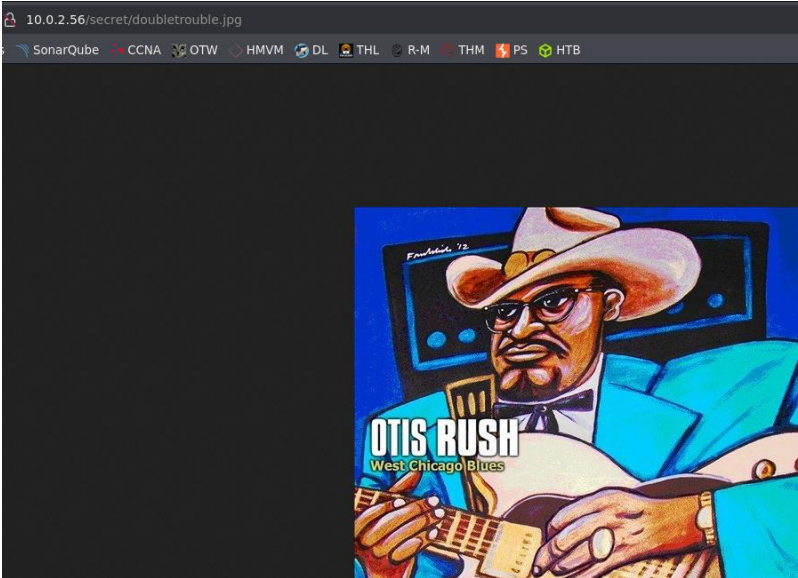 10.0.2.56/secret/doubletrouble.jpg
s SonarQube CCNA OTW HMVM DL THL R-M THM PS HTB
'12
OTIS RUSH
West Chicago Blues